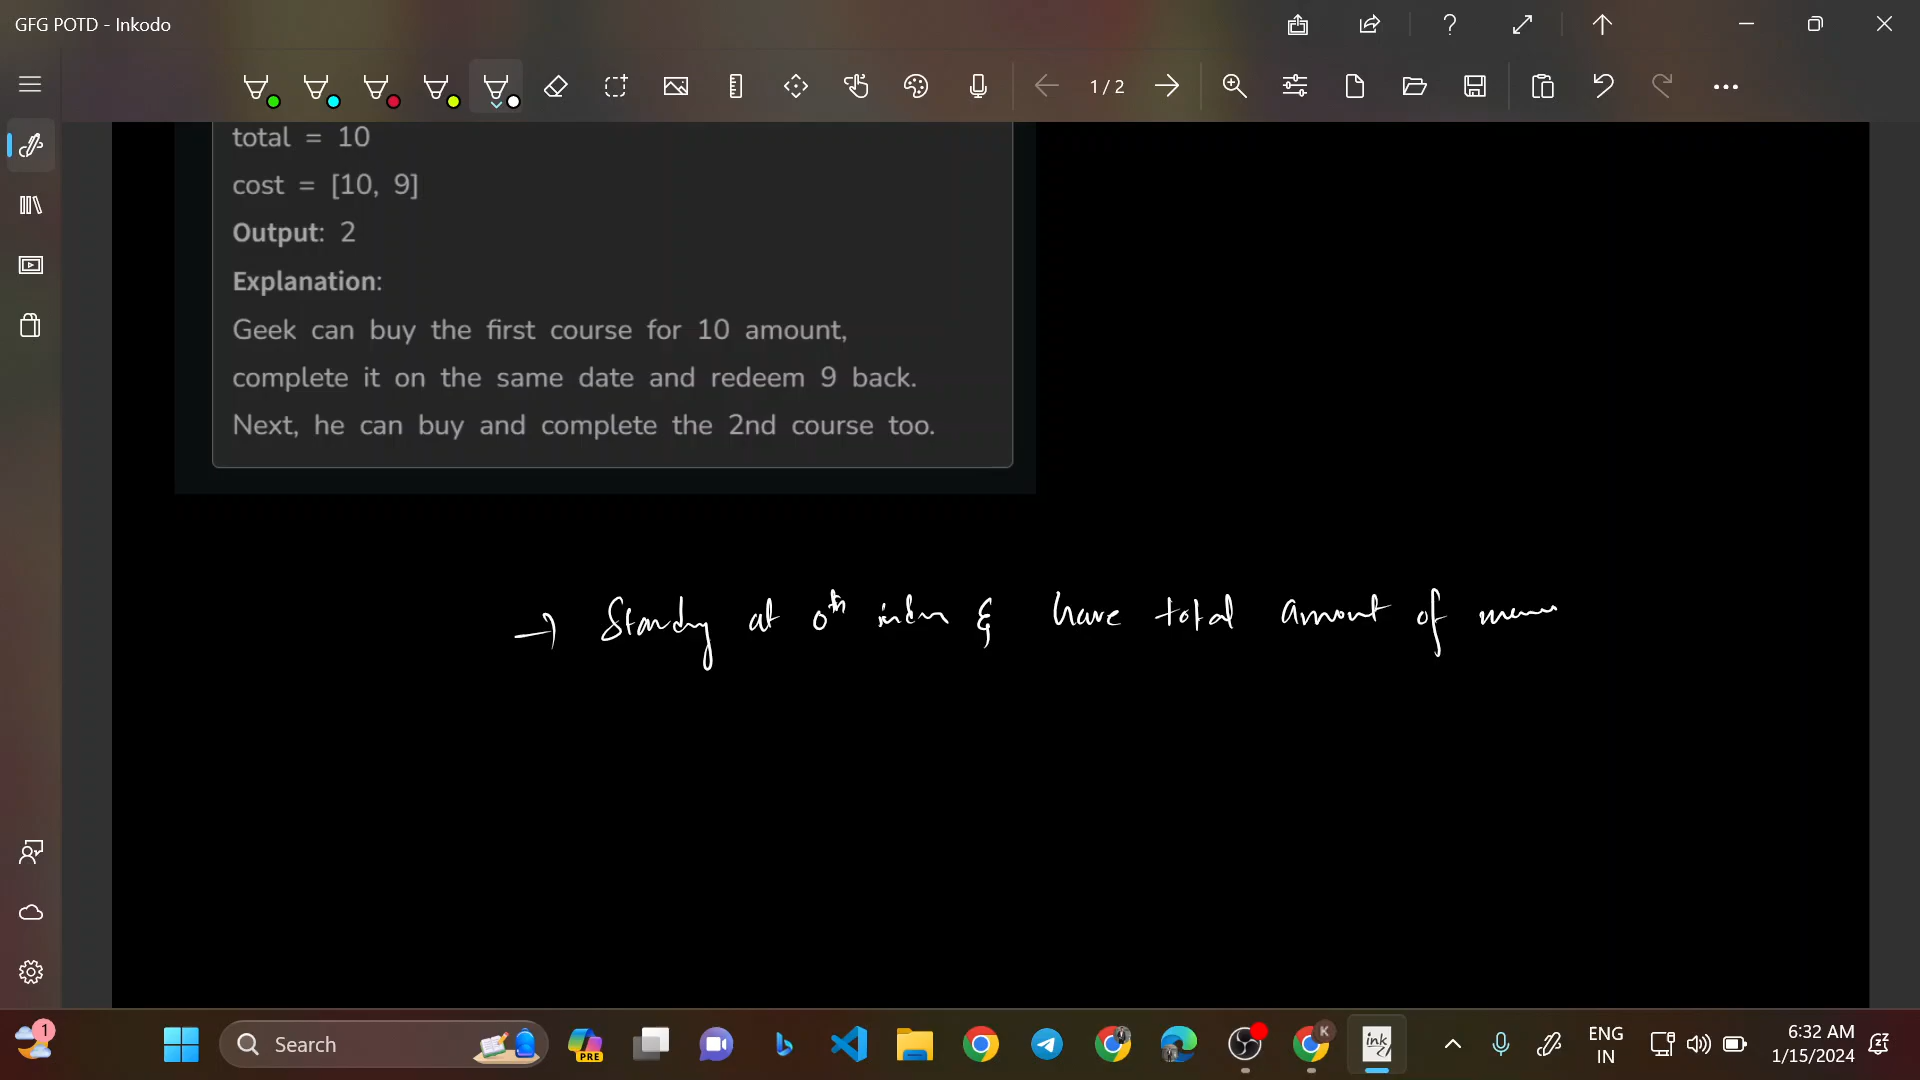 GFG POTD - Inkodo
1 / 2
total = 10
cost = [10, 9]
Output: 2
Explanation:
Geek can buy the first course for 10 amount,
complete it on the same date and redeem 9 back.
Next, he can buy and complete the 2nd course too.
→ Standing at 0th index & have total amount of
1
Search
PRE
K
ink
ENG
IN
6:32 AM
1/15/2024